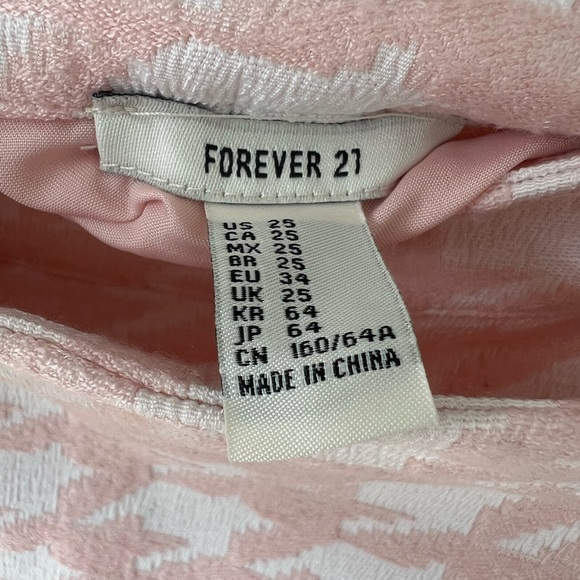 FOREVER 21
US 25
CA 25
MX 25
BR 25
EU 34
UK 25
KR 64
JP 64
CN 160/64A
MADE IN CHINA